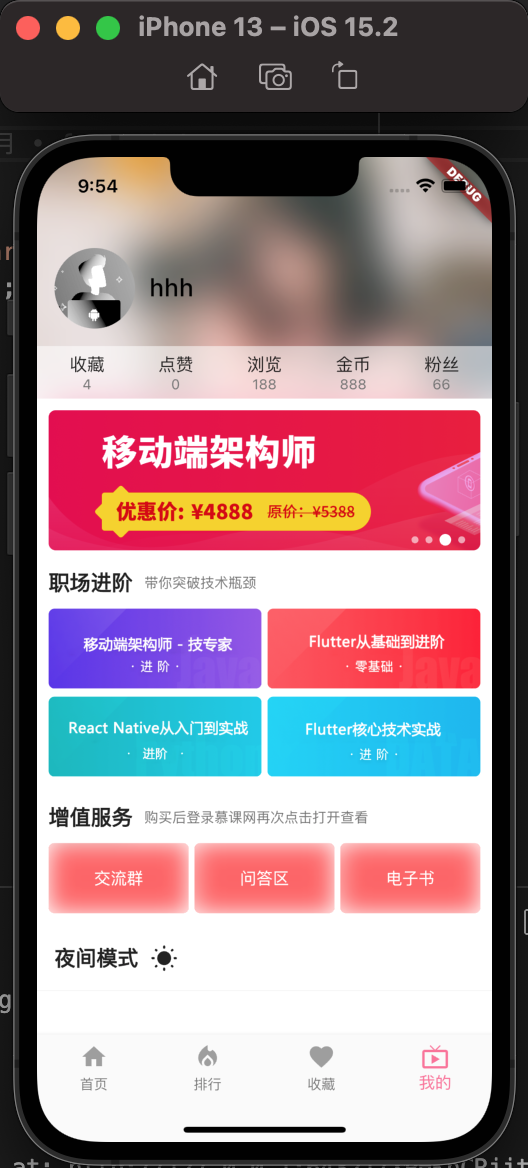 iPhone 13 – iOS 15.2
9:54
DEBUG
hhh
收藏 点赞 浏览 金币 粉丝
4 0 188 888 66
移动端架构师
优惠价: ¥4888 原价: ¥5388
职场进阶 带你突破技术瓶颈
移动端架构师 - 技专家
· 进 阶 ·
Flutter从基础到进阶
· 零基础 ·
React Native从入门到实战
· 进阶 ·
Flutter核心技术实战
· 进 阶 ·
增值服务 购买后登录慕课网再次点击打开查看
交流群 问答区 电子书
夜间模式
首页 排行 收藏 我的